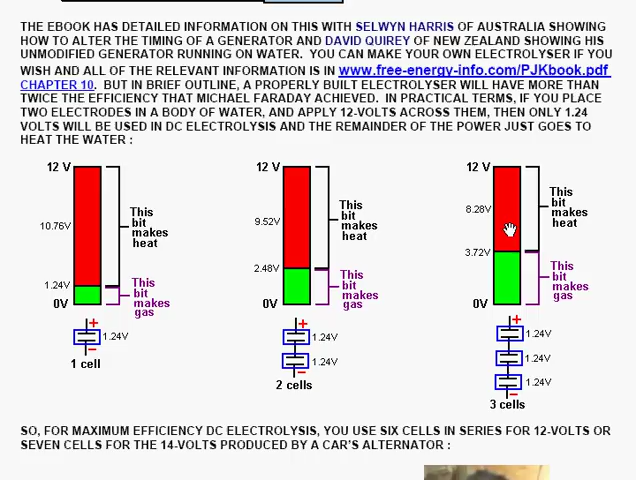 THE EBOOK HAS DETAILED INFORMATION ON THIS WITH SELWYN HARRIS OF AUSTRALIA SHOWING
HOW TO ALTER THE TIMING OF A GENERATOR AND DAVID QUIREY OF NEW ZEALAND SHOWING HIS
UNMODIFIED GENERATOR RUNNING ON WATER. YOU CAN MAKE YOUR OWN ELECTROLYSER IF YOU
WISH AND ALL OF THE RELEVANT INFORMATION IS IN www.free-energy-info.com/PJKbook.pdf
CHAPTER 10. BUT IN BRIEF OUTLINE, A PROPERLY BUILT ELECTROLYSER WILL HAVE MORE THAN
TWICE THE EFFICIENCY THAT MICHAEL FARADAY ACHIEVED. IN PRACTICAL TERMS, IF YOU PLACE
TWO ELECTRODES IN A BODY OF WATER, AND APPLY 12-VOLTS ACROSS THEM, THEN ONLY 1.24
VOLTS WILL BE USED IN DC ELECTROLYSIS AND THE REMAINDER OF THE POWER JUST GOES TO
HEAT THE WATER :
12 V
10.76V
This
bit
makes
heat
1.24V
This
bit
makes
gas
0V
+
1.24V
−
1 cell
12 V
9.52V
This
bit
makes
heat
2.48V
This
bit
makes
gas
0V
+
1.24V
1.24V
−
2 cells
12 V
8.28V
This
bit
makes
heat
3.72V
This
bit
makes
gas
0V
+
1.24V
1.24V
1.24V
−
3 cells
SO, FOR MAXIMUM EFFICIENCY DC ELECTROLYSIS, YOU USE SIX CELLS IN SERIES FOR 12-VOLTS OR
SEVEN CELLS FOR THE 14-VOLTS PRODUCED BY A CAR'S ALTERNATOR :